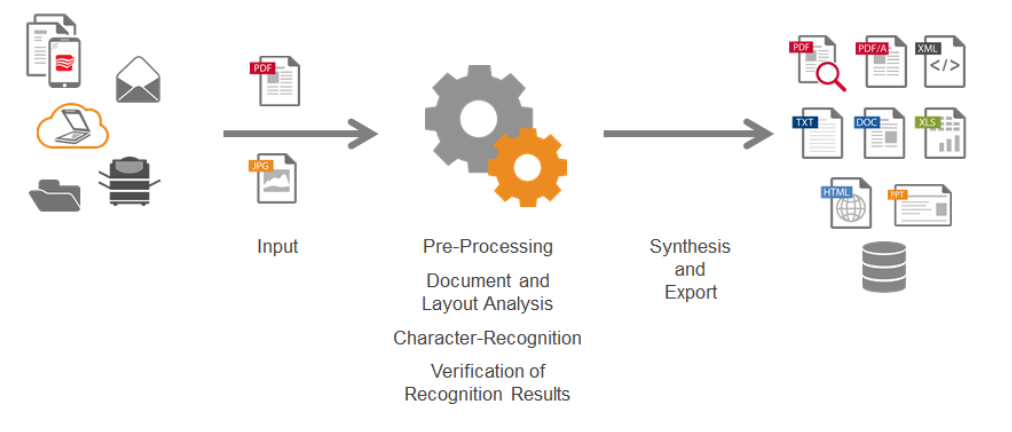 PDF
JPG
Input
Pre-Processing
Document and
Layout Analysis
Character-Recognition
Verification of
Recognition Results
Synthesis
and
Export
PDF
PDF/A
XML
</>
TXT
DOC
XLS
HTML
PPT